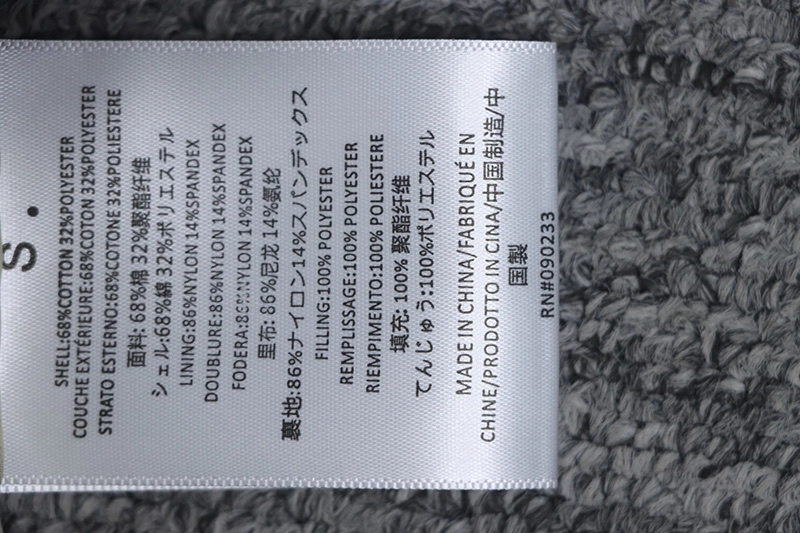 S.
SHELL:68%COTTON 32%POLYESTER
COUCHE EXTÉRIEURE:68%COTON 32%POLYESTER
STRATO ESTERNO:68%COTONE 32%POLIESTERE
面料: 68%棉 32%聚酯纤维
シェル:68%綿 32%ポリエステル
LINING:86%NYLON 14%SPANDEX
DOUBLURE:86%NYLON 14%SPANDEX
FODERA:86%NYLON 14%SPANDEX
里布: 86%尼龙 14%氨纶
裏地:86%ナイロン14%スパンデックス
FILLING:100% POLYESTER
REMPLISSAGE:100% POLYESTER
RIEMPIMENTO:100% POLIESTERE
填充: 100% 聚酯纤维
てんじゅう:100%ポリエステル
MADE IN CHINA/FABRIQUÉ EN
CHINE/PRODOTTO IN CINA/中国制造/中
国製
RN#090233